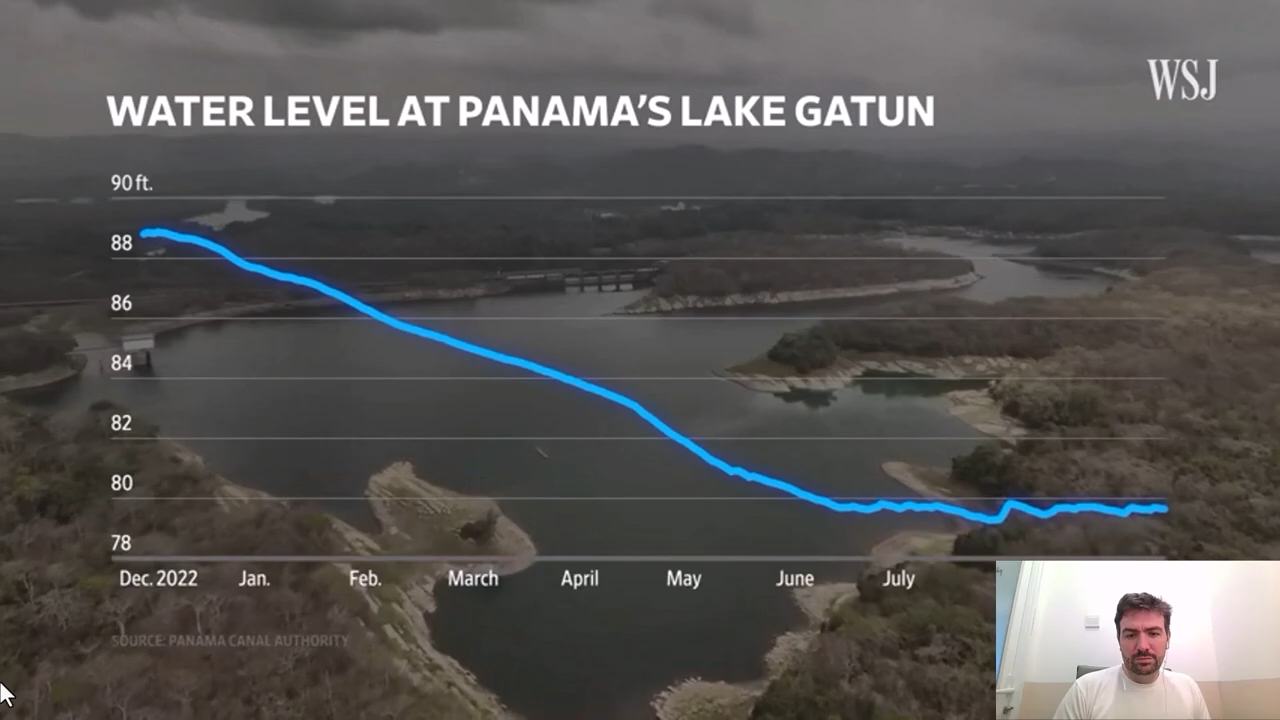 WSJ
WATER LEVEL AT PANAMA'S LAKE GATUN
90 ft.
88
86
84
82
80
78
Dec. 2022 Jan. Feb. March April May June July
SOURCE: PANAMA CANAL AUTHORITY